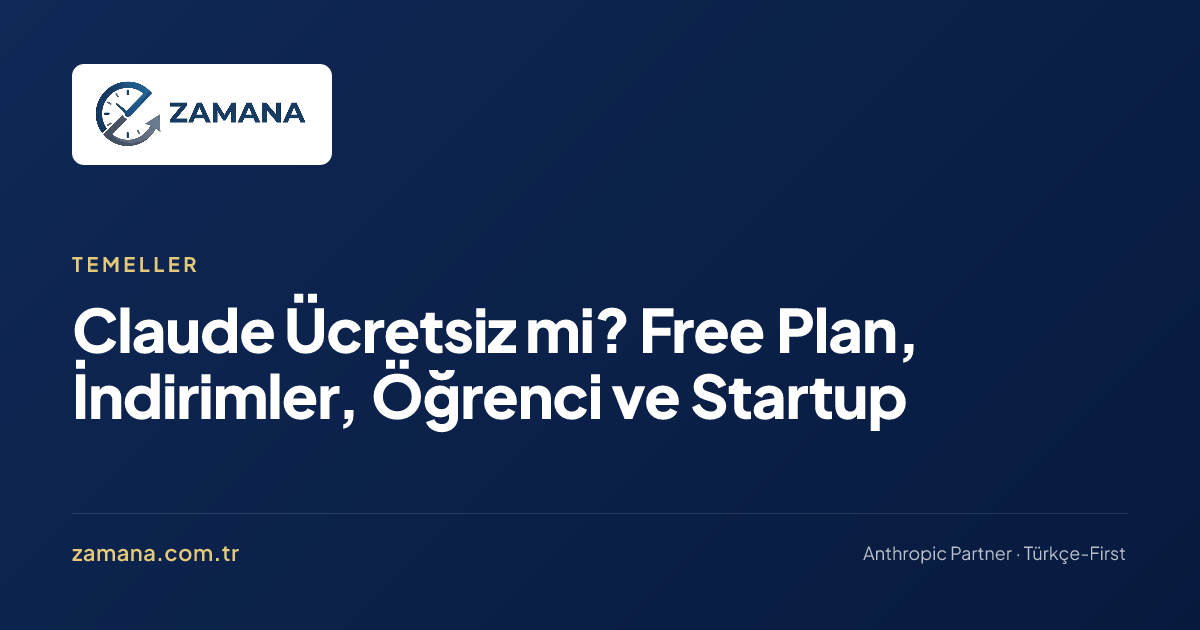 ZAMANA
TEMELLER
Claude Ücretsiz mi? Free Plan,
İndirimler, Öğrenci ve Startup
zamana.com.tr
Anthropic Partner · Türkçe-First